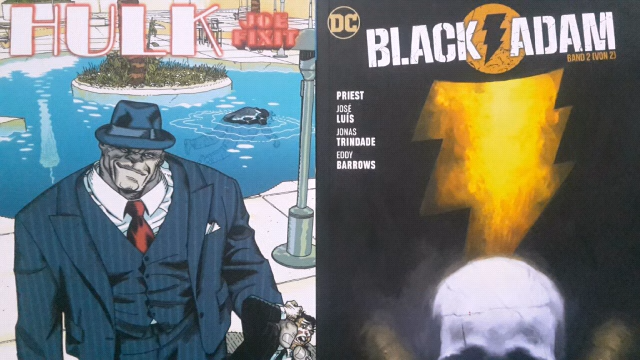 HULK
JOE
FIXIT
DC
BLACK ADAM
BAND 2 (VON 2)
PRIEST
JOSÉ
LUÍS
JONAS
TRINDADE
EDDY
BARROWS